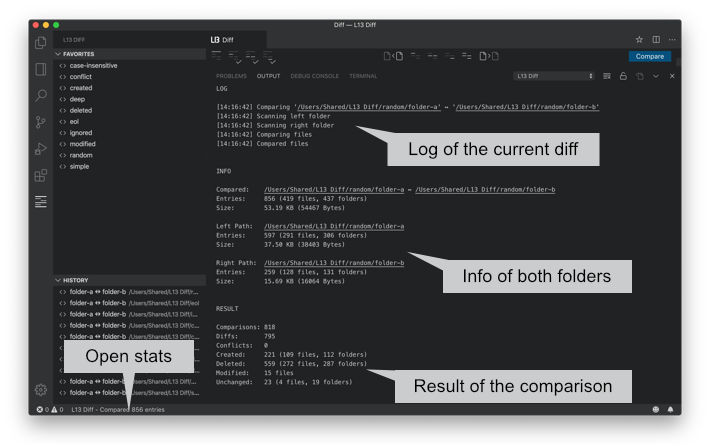 Diff — L13 Diff
L13 DIFF
L13 Diff
FAVORITES
case-insensitive
conflict
created
deep
deleted
eol
ignored
modified
random
simple
Compare
PROBLEMS OUTPUT DEBUG CONSOLE TERMINAL
L13 Diff
LOG
[14:16:42] Comparing '/Users/Shared/L13 Diff/random/folder-a' ↔ '/Users/Shared/L13 Diff/random/folder-b'
[14:16:42] Scanning left folder
[14:16:42] Scanning right folder
[14:16:42] Comparing files
[14:16:42] Compared files
Log of the current diff
INFO
Compared: /Users/Shared/L13 Diff/random/folder-a ↔ /Users/Shared/L13 Diff/random/folder-b
Entries: 856 (419 files, 437 folders)
Size: 53.19 KB (54467 Bytes)
Left Path: /Users/Shared/L13 Diff/random/folder-a
Entries: 597 (291 files, 306 folders)
Size: 37.50 KB (38403 Bytes)
Right Path: /Users/Shared/L13 Diff/random/folder-b
Entries: 259 (128 files, 131 folders)
Size: 15.69 KB (16064 Bytes)
Info of both folders
HISTORY
folder-a ↔ folder-b /Users/Shared/L13 Diff/r...
folder-a ↔ folder-b /Users/Shared/L13 Diff/eol
folder-a ↔ folder-b /Users/Shared/L13 Diff/i...
folder-a ↔ folder-b /Users/Shared/L13 Diff/c...
folder-a ↔ folder-b /Users/Shared/L13 Diff/c...
folder-a ↔ folder-b /Users/Shared/L13 Diff/d...
folder-a ↔ folder-b /Users/Shared/L13 Diff/s...
Open stats
RESULT
Comparisons: 818
Diffs: 795
Conflicts: 0
Created: 221 (109 files, 112 folders)
Deleted: 559 (272 files, 287 folders)
Modified: 15 files
Unchanged: 23 (4 files, 19 folders)
Result of the comparison
0 0 L13 Diff - Compared 856 entries